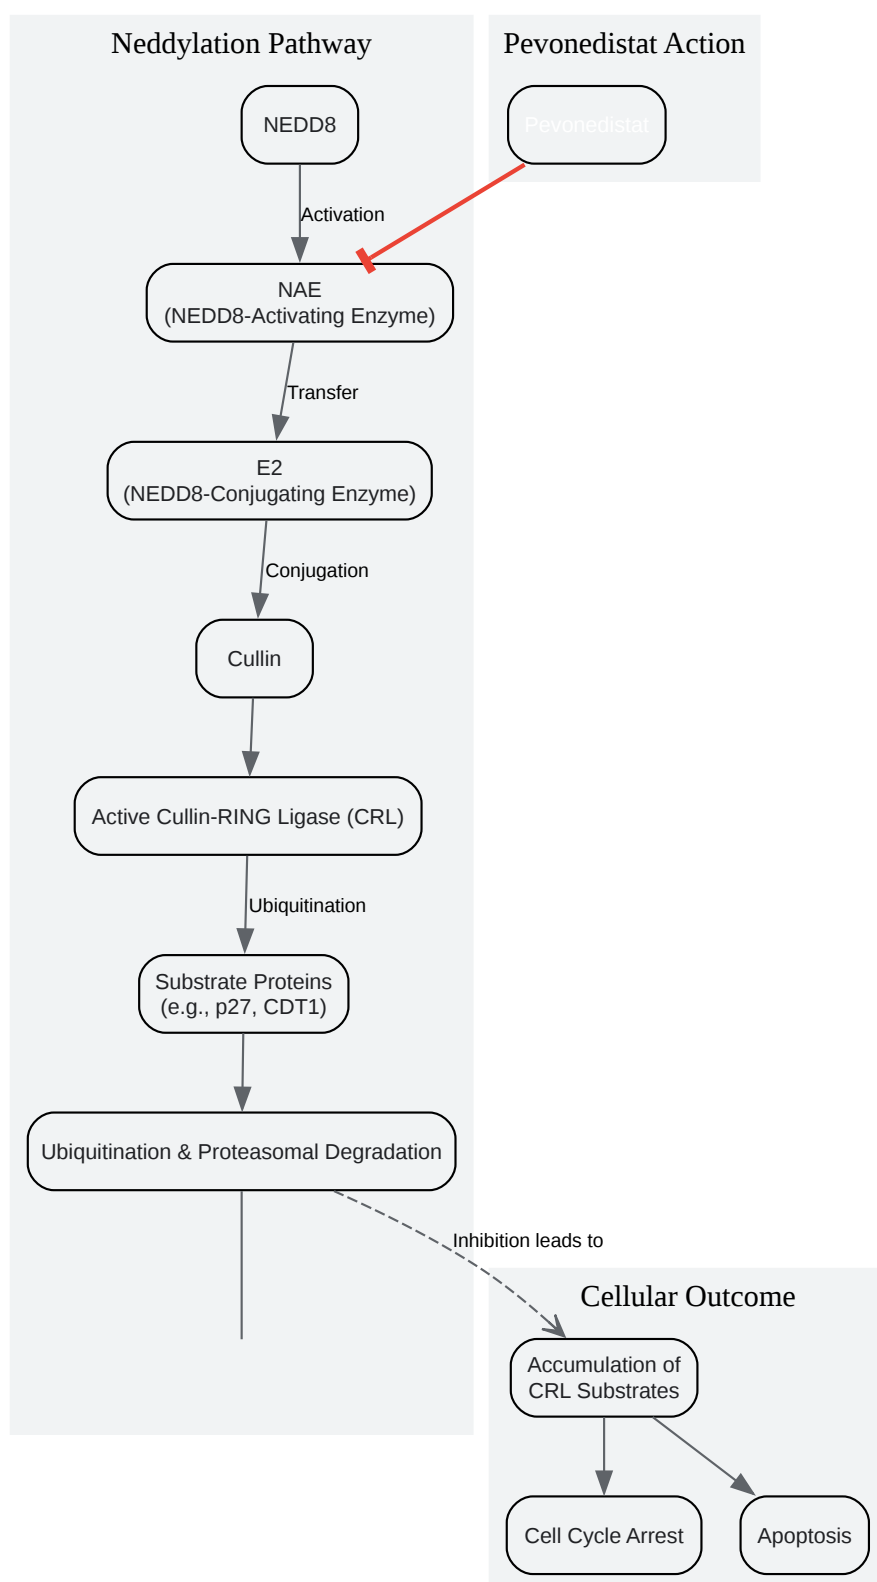 Neddylation Pathway
Pevonedistat Action
NEDD8
Pevonedistat
Activation
NAE
(NEDD8-Activating Enzyme)
Transfer
E2
(NEDD8-Conjugating Enzyme)
Conjugation
Cullin
Active Cullin-RING Ligase (CRL)
Ubiquitination
Substrate Proteins
(e.g., p27, CDT1)
Ubiquitination & Proteasomal Degradation
Inhibition leads to
Cellular Outcome
Accumulation of
CRL Substrates
Cell Cycle Arrest
Apoptosis